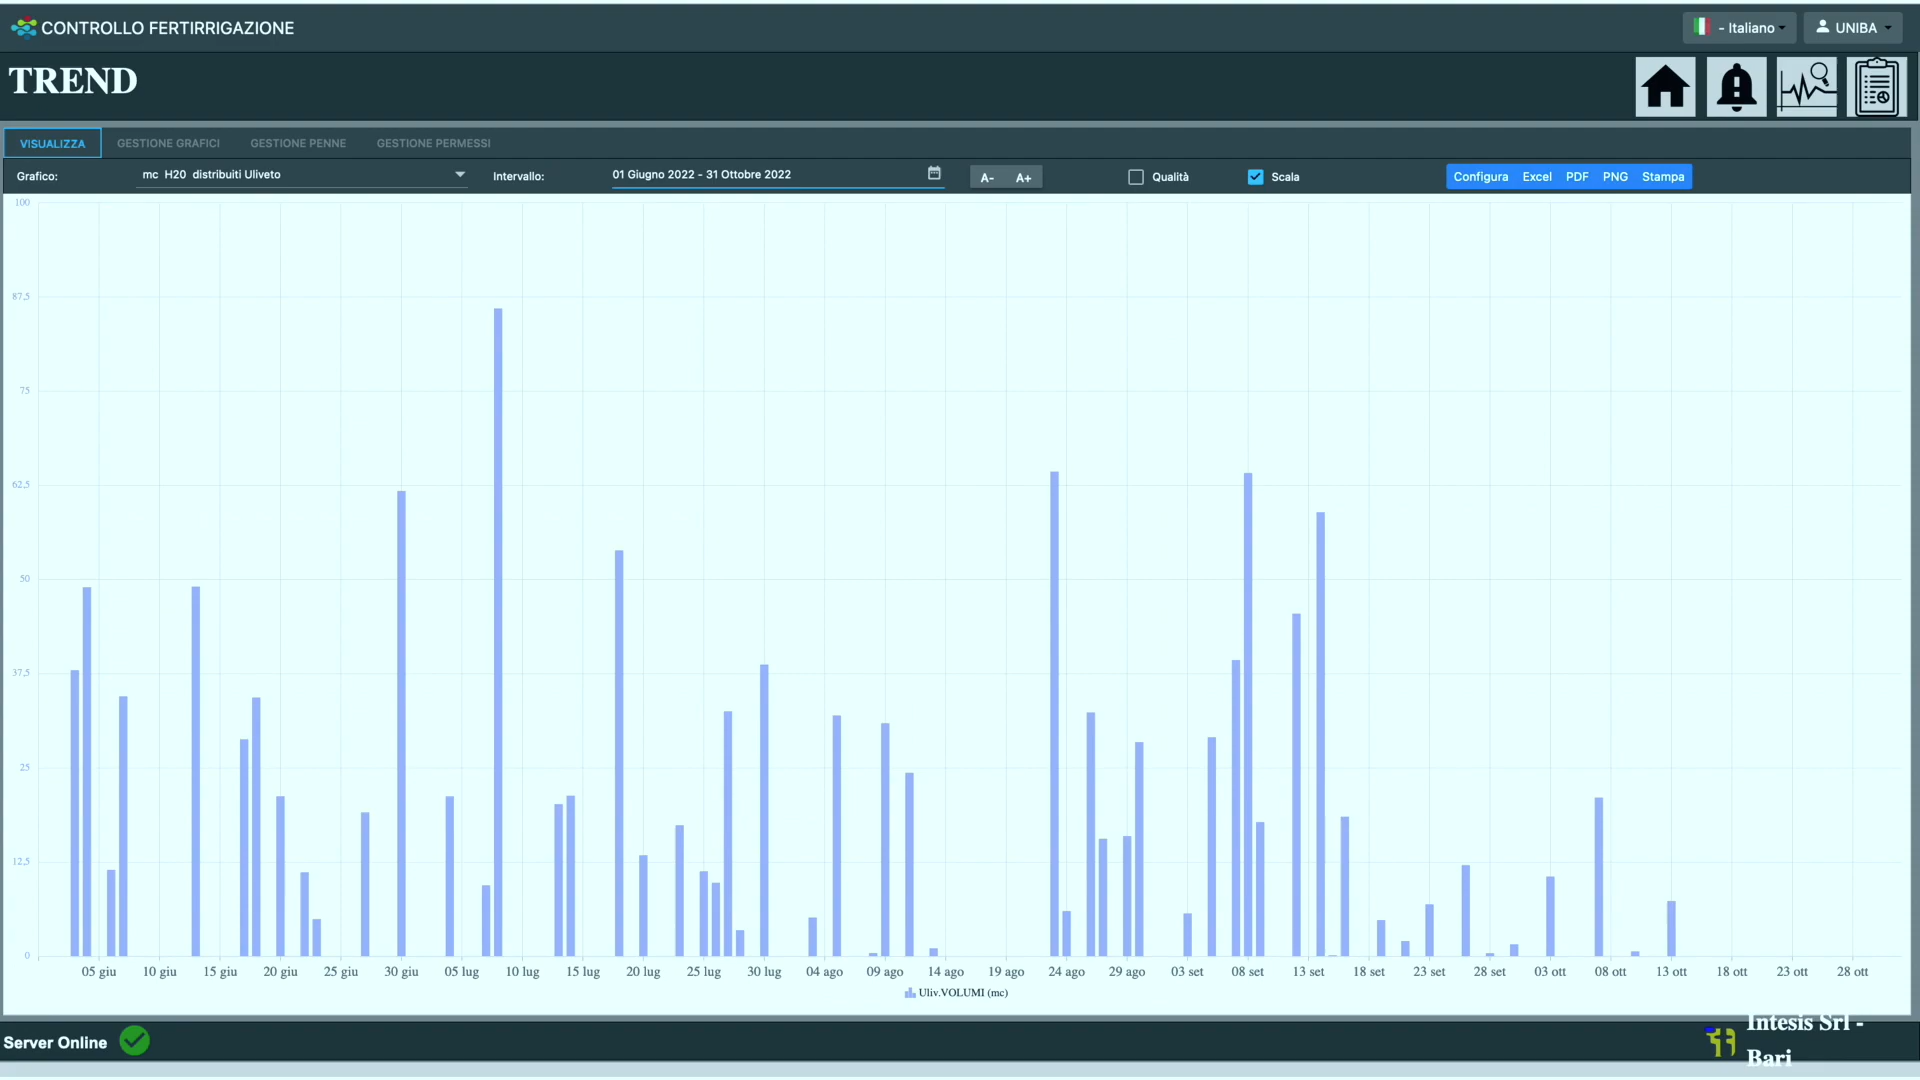 CONTROLLO FERTIRRIGAZIONE
- Italiano
UNIBA
TREND
VISUALIZZA
GESTIONE GRAFICI
GESTIONE PENNE
GESTIONE PERMESSI
Grafico:
mc H20 distribuiti Uliveto
Intervallo:
01 Giugno 2022 - 31 Ottobre 2022
A- A+
Qualità
Scala
Configura Excel PDF PNG Stampa
100
87,5
75
62,5
50
37,5
25
12,5
0
05 giu 10 giu 15 giu 20 giu 25 giu 30 giu 05 lug 10 lug 15 lug 20 lug 25 lug 30 lug 04 ago 09 ago 14 ago 19 ago 24 ago 29 ago 03 set 08 set 13 set 18 set 23 set 28 set 03 ott 08 ott 13 ott 18 ott 23 ott 28 ott
Uliv.VOLUMI (mc)
Server Online
Intesis Srl -
Bari